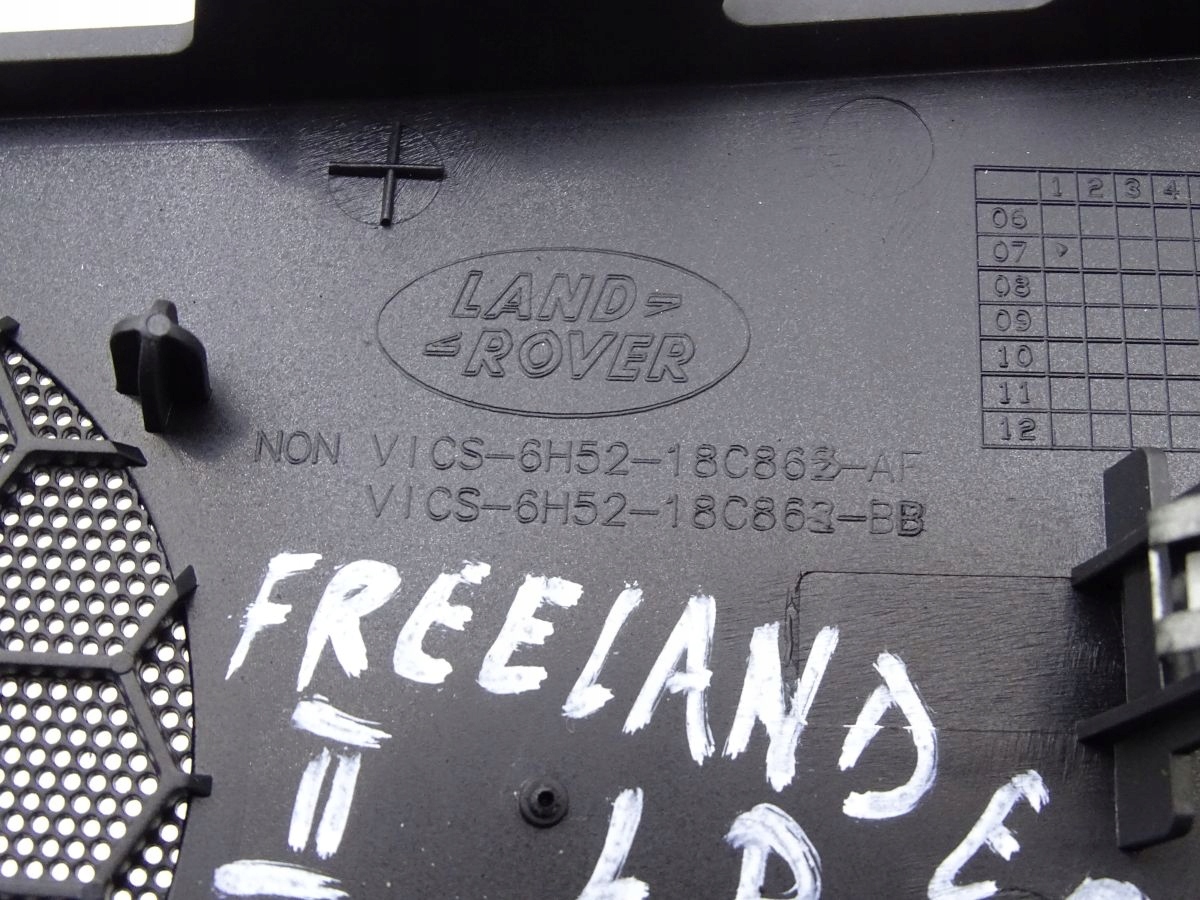 LAND
ROVER
1 2 3 4
06
07
08
09
10
11
12
NON VICS-6H52-18C863-AF
VICS-6H52-18C862-BB
FREELAND
II